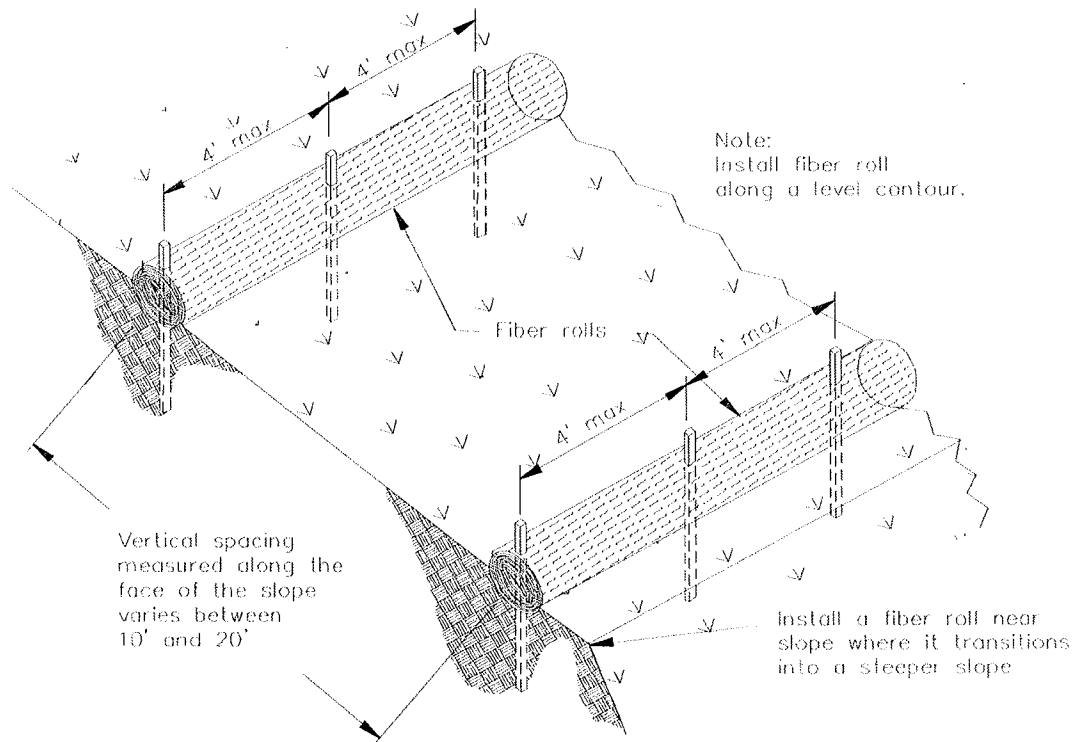 4' max
4' max
Note:
Install fiber roll
along a level contour.
Fiber rolls
4' max
4' max
Vertical spacing
measured along the
face of the slope
varies between
10' and 20'
Install a fiber roll near
slope where it transitions
into a steeper slope